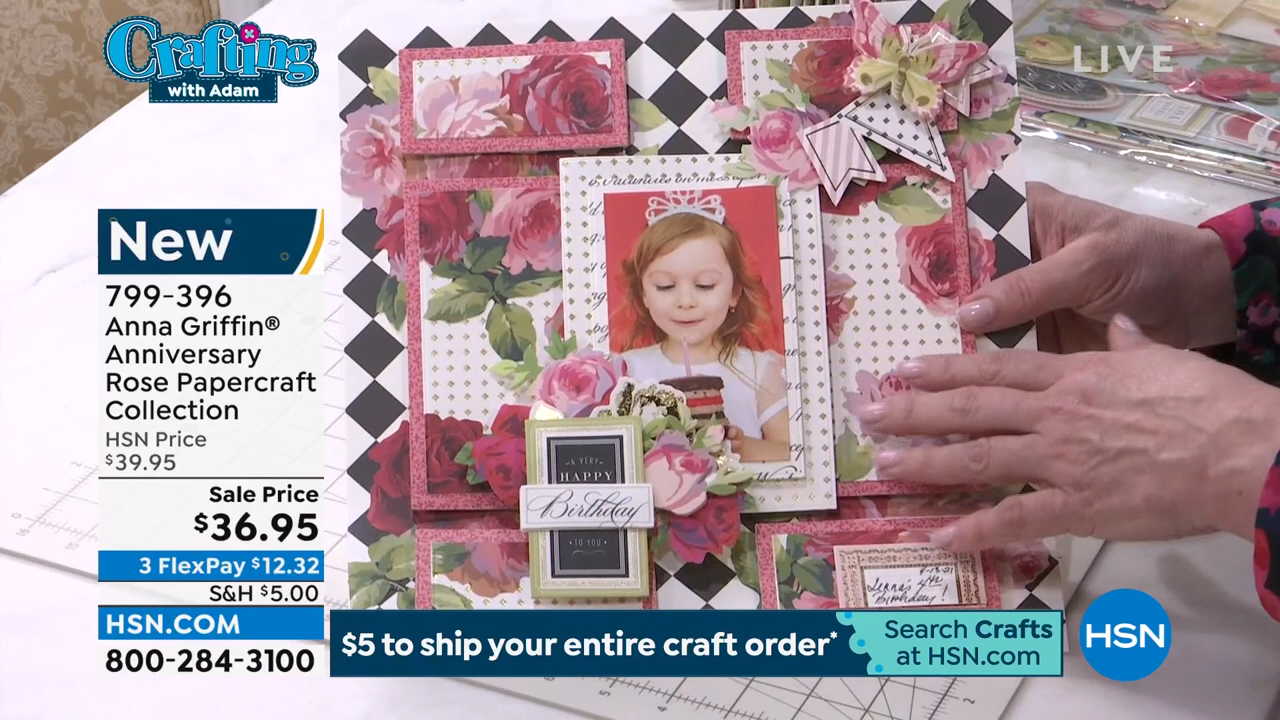 Crafting
with Adam
LIVE
New
799-396
Anna Griffin®
Anniversary
Rose Papercraft
Collection
HSN Price
$39.95
Sale Price
$36.95
3 FlexPay $12.32
S&H $5.00
HSN.COM
800-284-3100
A VERY
HAPPY
Birthday
TO YOU
Birthday!
$5 to ship your entire craft order*
Search Crafts
at HSN.com
HSN